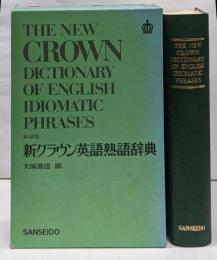 THE NEW
CROWN
DICTIONARY
OF ENGLISH
IDIOMATIC
PHRASES
新装版
新クラウン英語熟語辞典
大塚高信 編
SANSEIDO
THE NEW
CROWN
DICTIONARY
OF ENGLISH
IDIOMATIC
PHRASES
SANSEIDO